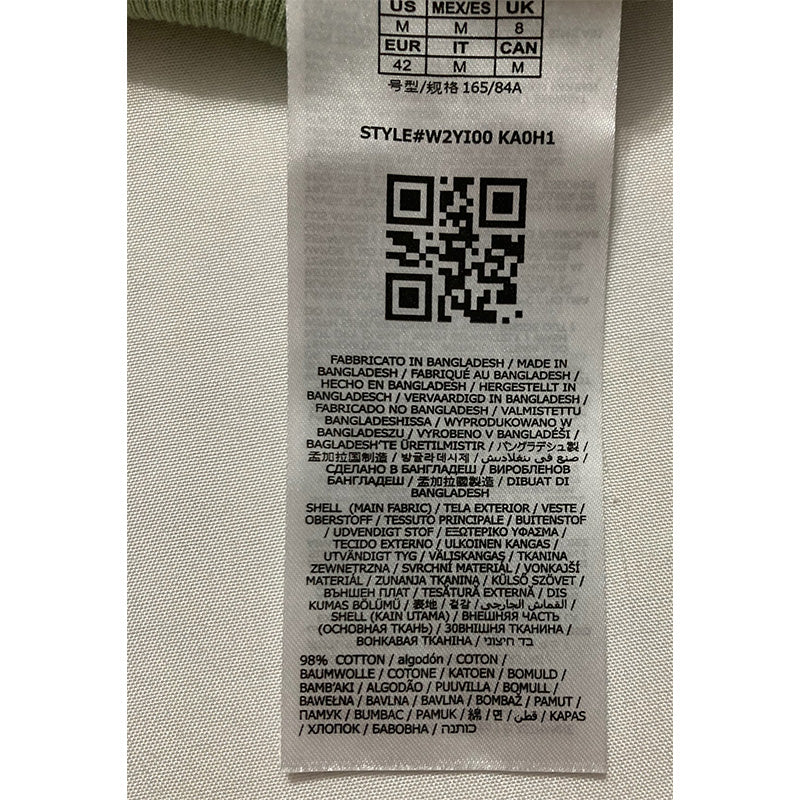 US MEX/ES UK
M M 8
EUR IT CAN
42 M M
号型/规格 165/84A
STYLE#W2YI00 KA0H1
FABBRICATO IN BANGLADESH / MADE IN
BANGLADESH / FABRIQUÉ AU BANGLADESH /
HECHO EN BANGLADESH / HERGESTELLT IN
BANGLADESCH / VERVAARDIGD IN BANGLADESH /
FABRICADO NO BANGLADESH / VALMISTETTU
BANGLADESHISSA / WYPRODUKOWANO W
BANGLADESZU / VYROBENO V BANGLADÉŠI /
BAGLADESH'TE ÜRETILMISTIR / バングラデシュ製 /
孟加拉国制造 / 방글라데시제 / صنع في بنغلاديش /
СДЕЛАНО В БАНГЛАДЕШ / ВИРОБЛЕНОВ
БАНГЛАДЕШ / 孟加拉國製造 / DIBUAT DI
BANGLADESH
SHELL (MAIN FABRIC) / TELA EXTERIOR / VESTE /
OBERSTOFF / TESSUTO PRINCIPALE / BUITENSTOF
/ UDVENDIGT STOF / ΕΞΩΤΕΡΙΚΟ ΥΦΑΣΜΑ /
TECIDO EXTERNO / ULKOINEN KANGAS /
UTVÄNDIGT TYG / VÄLISKANGAS / TKANINA
ZEWNETRZNA / SVRCHNÍ MATERIÁL / VONKAJŠÍ
MATERIÁL / ZUNANJA TKANINA / KÜLSŐ SZÖVET /
ВЪНШЕН ПЛАТ / TESĂTURĂ EXTERNĂ / DIS
KUMAS BÖLÜMÜ / 表地 / 겉감 / القماش الخارجي /
SHELL (KAIN UTAMA) / ВНЕШНЯЯ ЧАСТЬ
(ОСНОВНАЯ ТКАНЬ) / ЗОВНІШНЯ ТКАНИНА /
ВОНКАВАЯ ТКАНІНА / בד חיצוני
98% COTTON / algodón / COTON /
BAUMWOLLE / COTONE / KATOEN / BOMULD /
BAMB'AKI / ALGODÃO / PUUVILLA / BOMULL /
BAWEŁNA / BAVLNA / BAVLNA / BOMBAŽ / PAMUT /
ПАМУК / BUMBAC / PAMUK / 綿 / 면 / قطن / KAPAS
/ ХЛОПОК / БАВОВНА / כותנה